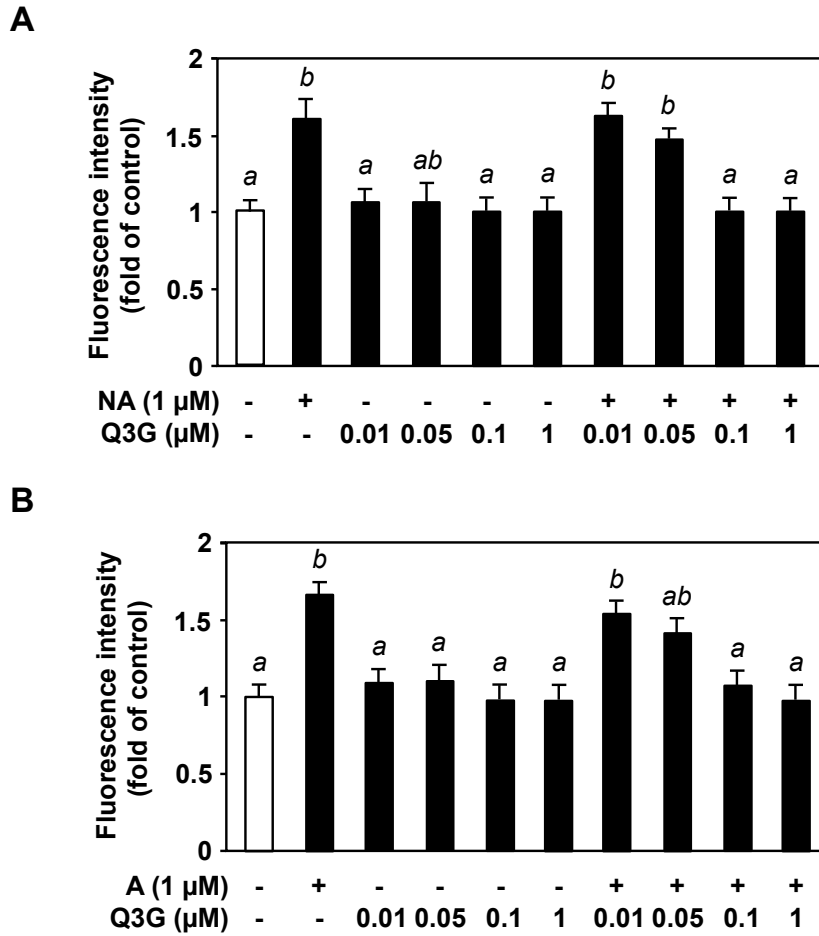 A
Fluorescence intensity
(fold of control)
2
1.5
1
0.5
0
a b a ab a a b b a a
NA (1 µM) - + - - - - + + + +
Q3G (µM) - - 0.01 0.05 0.1 1 0.01 0.05 0.1 1
B
Fluorescence intensity
(fold of control)
2
1.5
1
0.5
0
a b a a a a b ab a a
A (1 µM) - + - - - - + + + +
Q3G (µM) - - 0.01 0.05 0.1 1 0.01 0.05 0.1 1